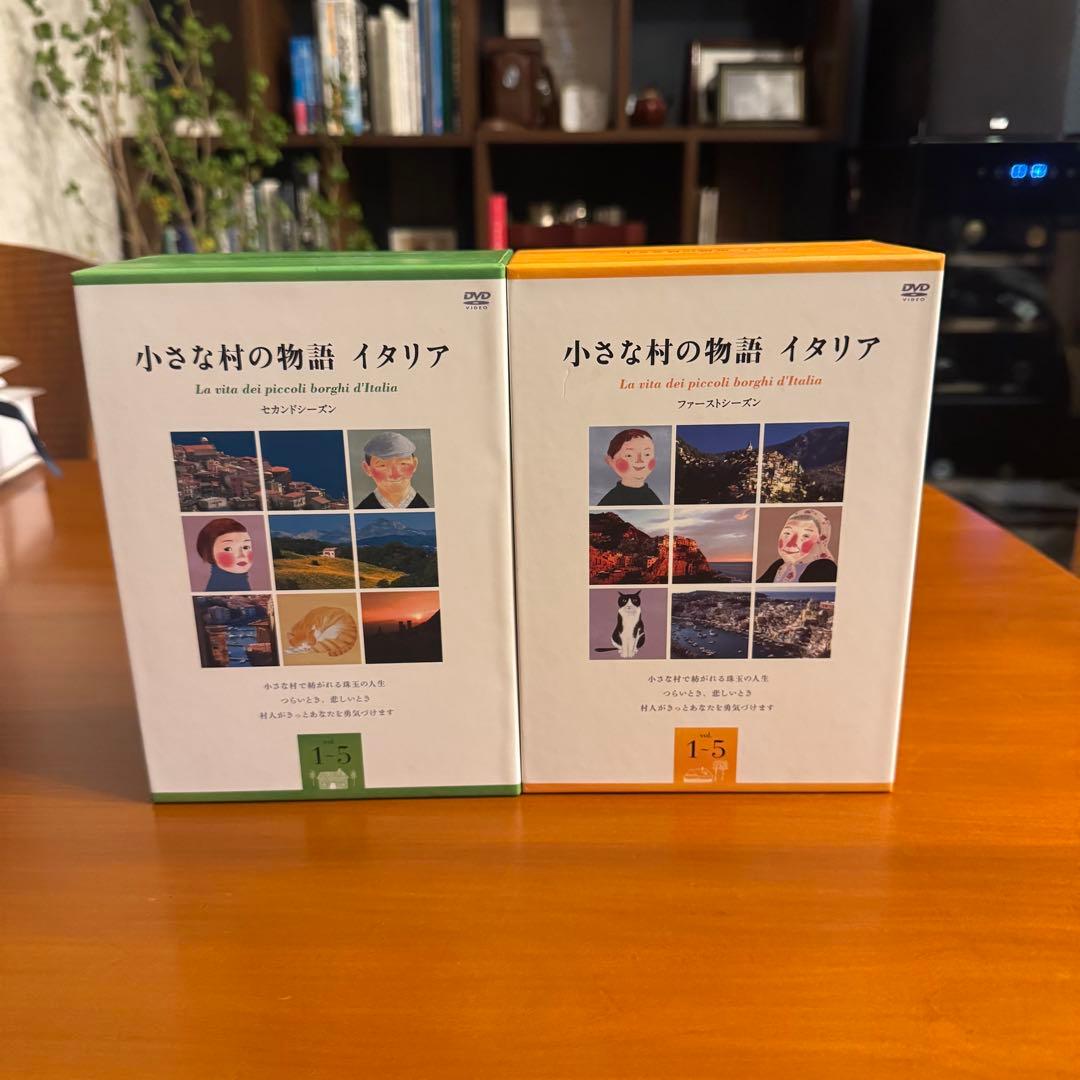 DVD
VIDEO
小さな村の物語 イタリア
La vita dei piccoli borghi d'Italia
セカンドシーズン
小さな村で紡がれる珠玉の人生
つらいとき、悲しいとき
村人がきっとあなたを勇気づけます
vol.
1~5
DVD
VIDEO
小さな村の物語 イタリア
La vita dei piccoli borghi d'Italia
ファーストシーズン
小さな村で紡がれる珠玉の人生
つらいとき、悲しいとき
村人がきっとあなたを勇気づけます
vol.
1~5